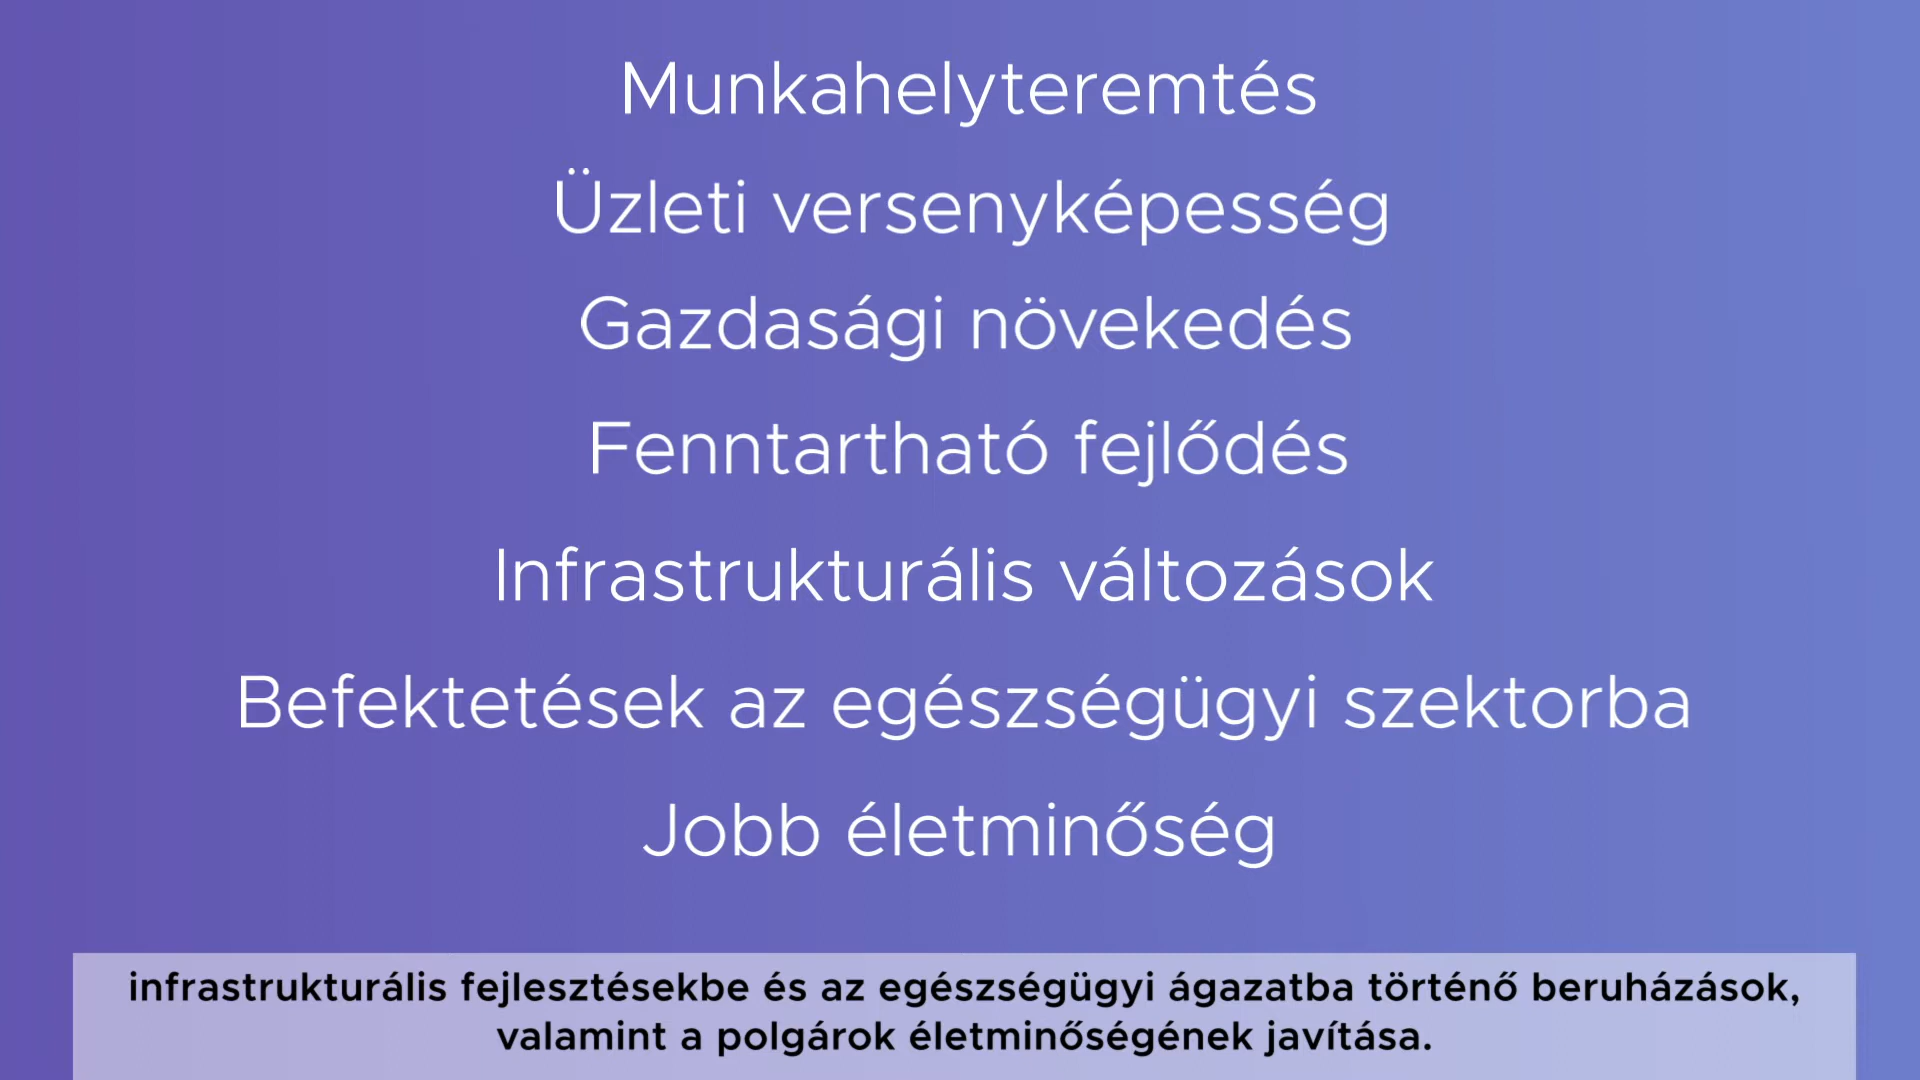 Munkahelyteremtés
Üzleti versenyképesség
Gazdasági növekedés
Fenntartható fejlődés
Infrastrukturális változások
Befektetések az egészségügyi szektorba
Jobb életminőség
infrastrukturális fejlesztésekbe és az egészségügyi ágazatba történő beruházások,
valamint a polgárok életminőségének javítása.